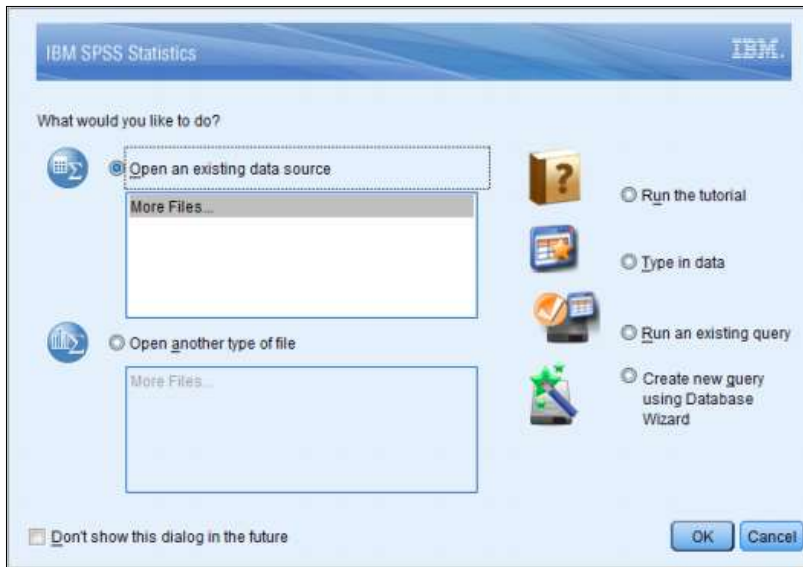 IBM SPSS Statistics
IBM.
What would you like to do?
Open an existing data source
More Files...
Open another type of file
More Files...
?
Run the tutorial
Type in data
Run an existing query
Create new query
using Database
Wizard
Don't show this dialog in the future
OK
Cancel